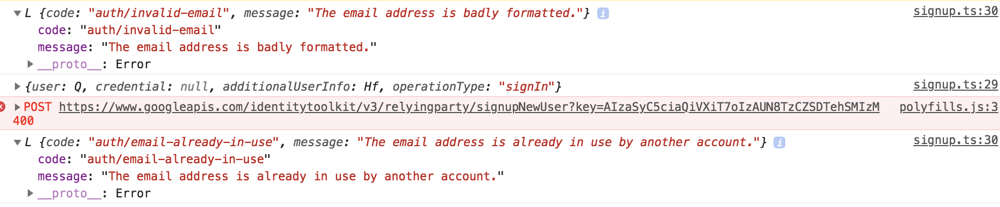 L {code: "auth/invalid-email", message: "The email address is badly formatted."} i signup.ts:30
code: "auth/invalid-email"
message: "The email address is badly formatted."
__proto__: Error
{user: Q, credential: null, additionalUserInfo: Hf, operationType: "signIn"} signup.ts:29
POST https://www.googleapis.com/identitytoolkit/v3/relyingparty/signupNewUser?key=AIzaSyC5ciaQiVXiT7oIzAUN8TzCZSDTehSMIzM polyfills.js:3
400
L {code: "auth/email-already-in-use", message: "The email address is already in use by another account."} i signup.ts:30
code: "auth/email-already-in-use"
message: "The email address is already in use by another account."
__proto__: Error